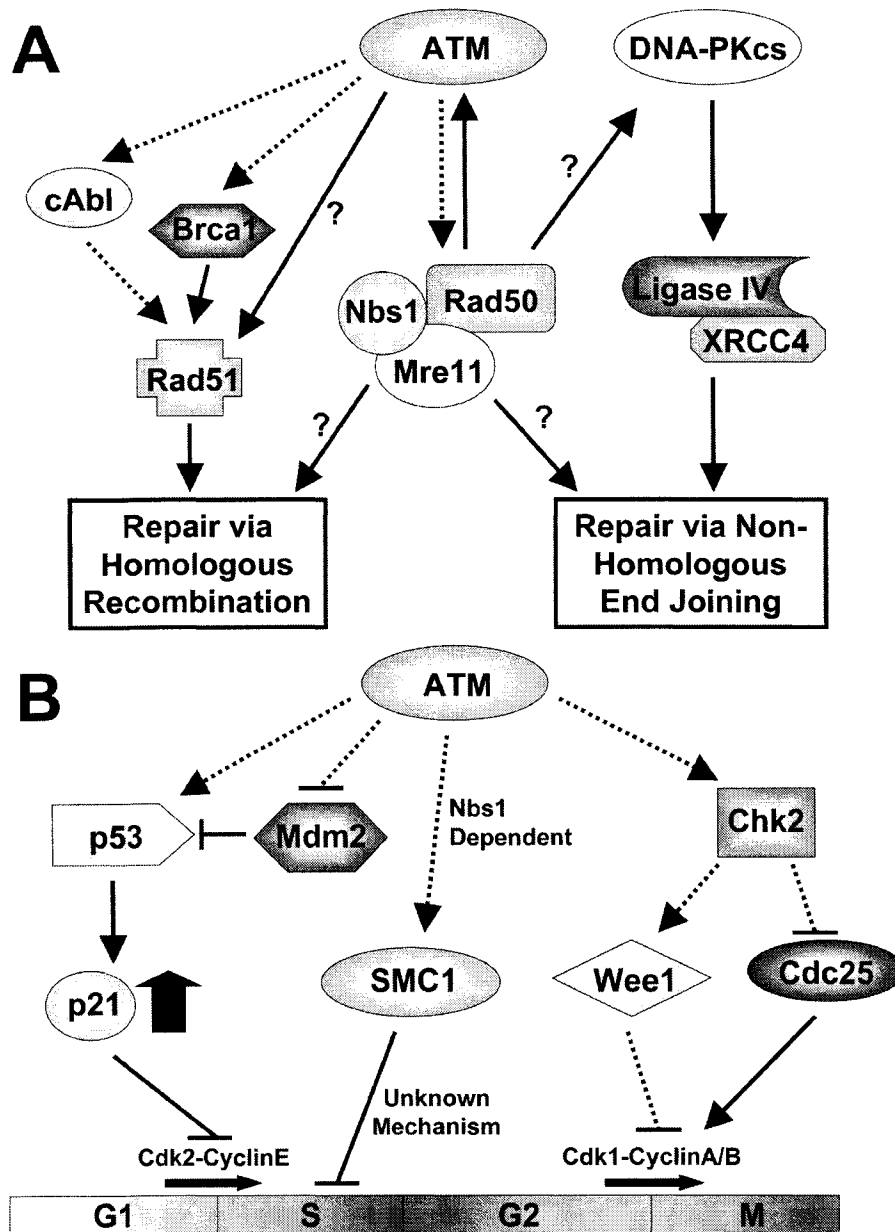 A
ATM
DNA-PKcs
cAbl
Brca1
?
?
Nbs1
Rad50
Ligase IV
XRCC4
Rad51
Mre11
?
?
Repair via
Homologous
Recombination
Repair via Non-
Homologous
End Joining
B
ATM
p53
Mdm2
Nbs1
Dependent
Chk2
p21
SMC1
Wee1
Cdc25
Unknown
Mechanism
Cdk2-CyclinE
Cdk1-CyclinA/B
G1
S
G2
M